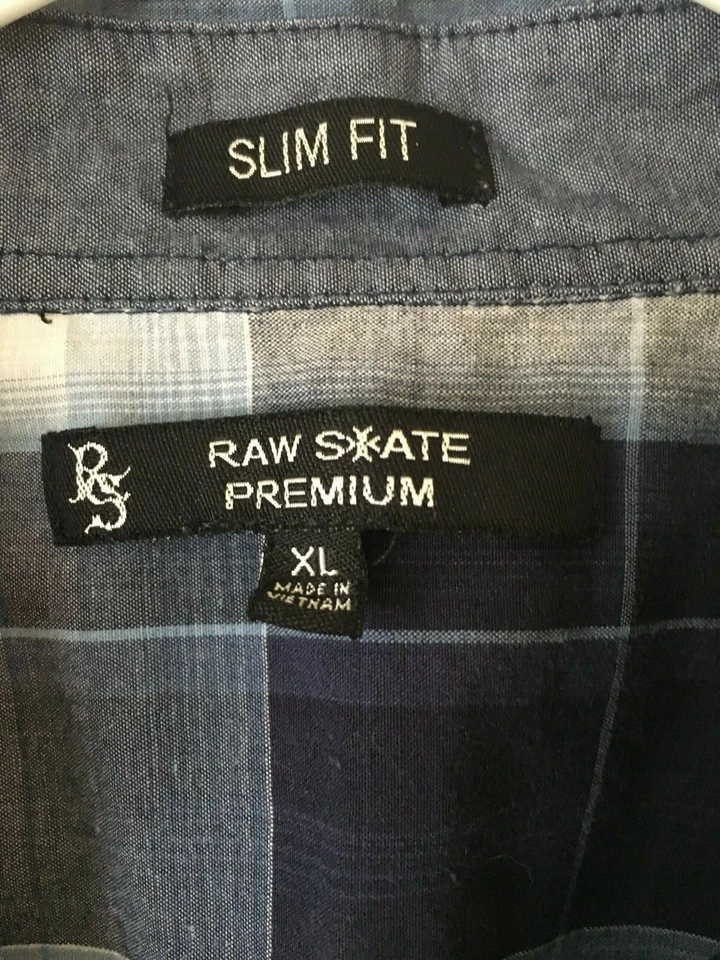 SLIM FIT
RS
RAW SKATE
PREMIUM
XL
MADE IN
VIETNAM